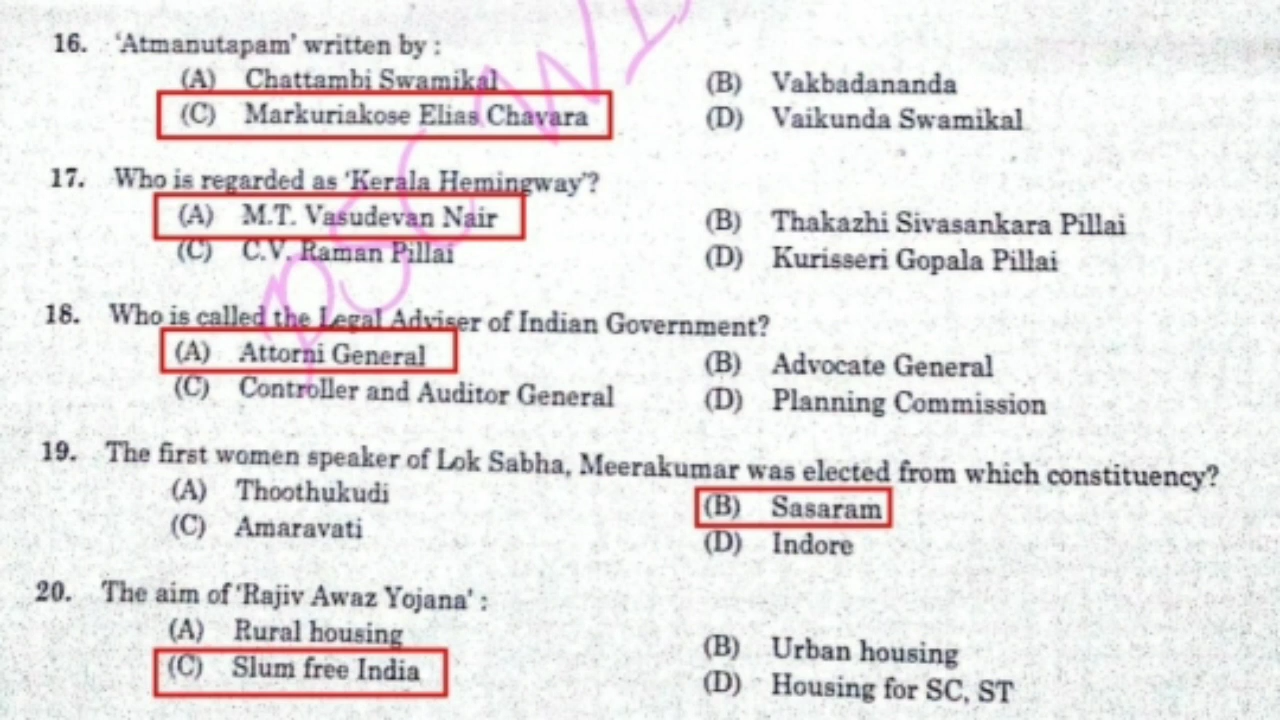 16. 'Atmanutapam' written by :
(A) Chattambi Swamikal (B) Vakbadananda
(C) Markuriakose Elias Chavara (D) Vaikunda Swamikal
17. Who is regarded as 'Kerala Hemingway'?
(A) M.T. Vasudevan Nair (B) Thakazhi Sivasankara Pillai
(C) C.V. Raman Pillai (D) Kurisseri Gopala Pillai
18. Who is called the Legal Adviser of Indian Government?
(A) Attorni General (B) Advocate General
(C) Controller and Auditor General (D) Planning Commission
19. The first women speaker of Lok Sabha, Meerakumar was elected from which constituency?
(A) Thoothukudi (B) Sasaram
(C) Amaravati (D) Indore
20. The aim of 'Rajiv Awaz Yojana' :
(A) Rural housing (B) Urban housing
(C) Slum free India (D) Housing for SC, ST
PSC